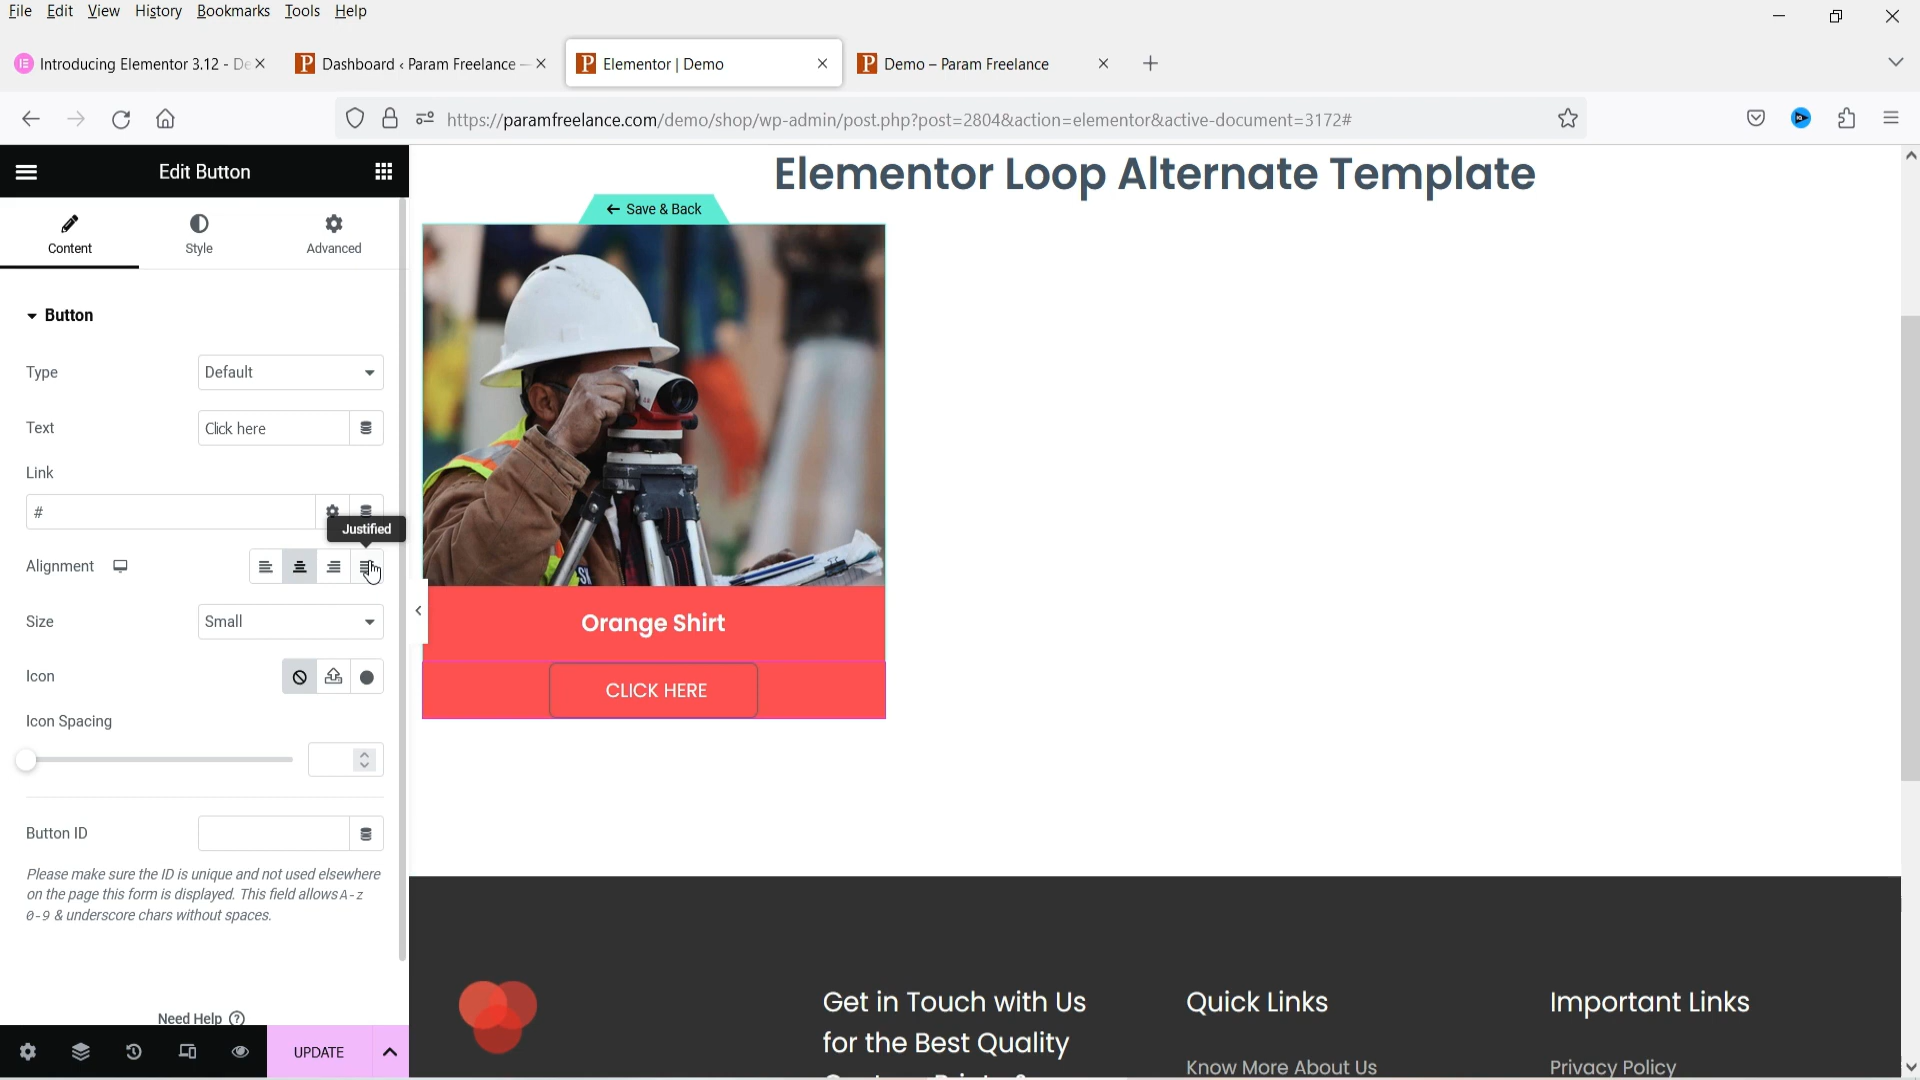 File Edit View History Bookmarks Tools Help
Introducing Elementor 3.12 - De
Dashboard ‹ Param Freelance —
Elementor | Demo
Demo – Param Freelance
https://paramfreelance.com/demo/shop/wp-admin/post.php?post=2804&action=elementor&active-document=3172#
Edit Button
Content
Style
Advanced
Button
Type
Default
Text
Click here
Link
#
Justified
Alignment
Size
Small
Icon
Icon Spacing
Button ID
Please make sure the ID is unique and not used elsewhere
on the page this form is displayed. This field allows A-z
0-9 & underscore chars without spaces.
Need Help
UPDATE
Elementor Loop Alternate Template
Save & Back
Orange Shirt
CLICK HERE
Get in Touch with Us
for the Best Quality
Quick Links
Know More About Us
Important Links
Privacy Policy